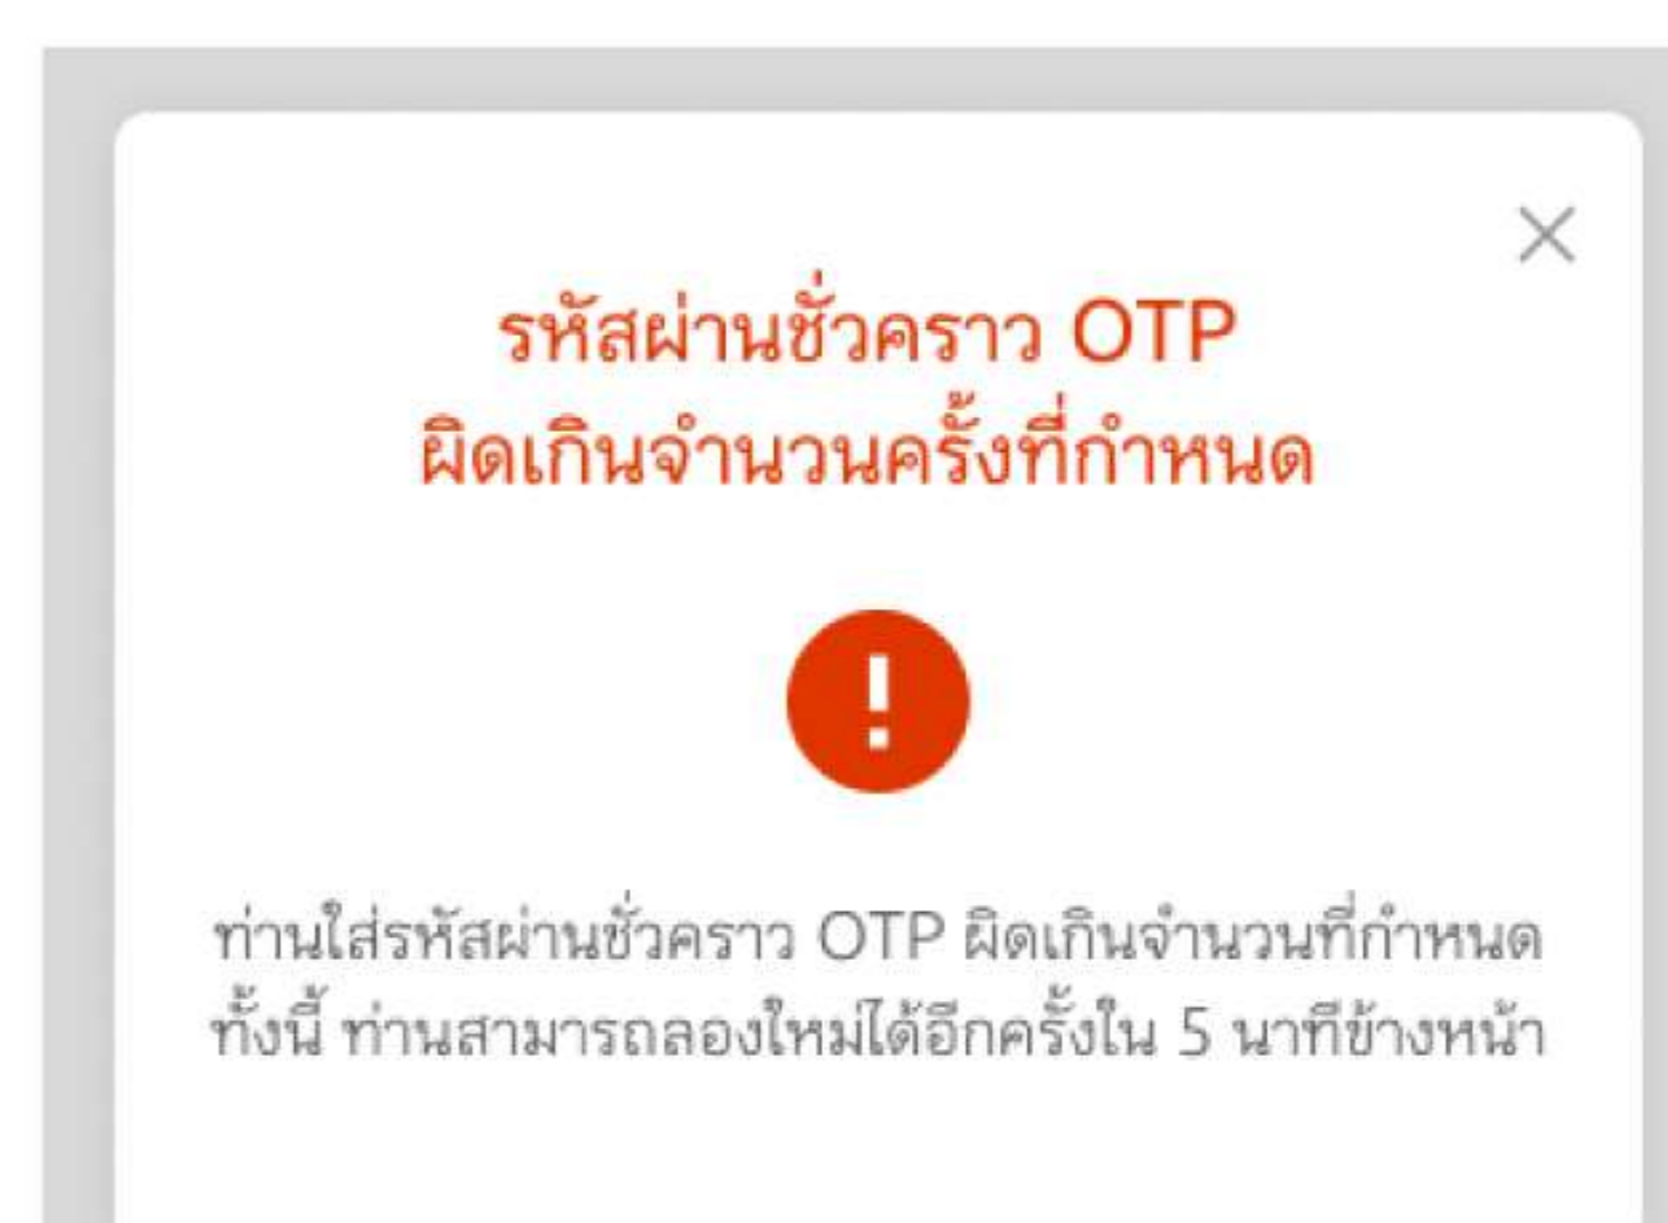 รหัสผ่านชั่วคราว OTP
ผิดเกินจำนวนครั้งที่กำหนด
ท่านใส่รหัสผ่านชั่วคราว OTP ผิดเกินจำนวนที่กำหนด
ทั้งนี้ ท่านสามารถลองใหม่ได้อีกครั้งใน 5 นาทีข้างหน้า